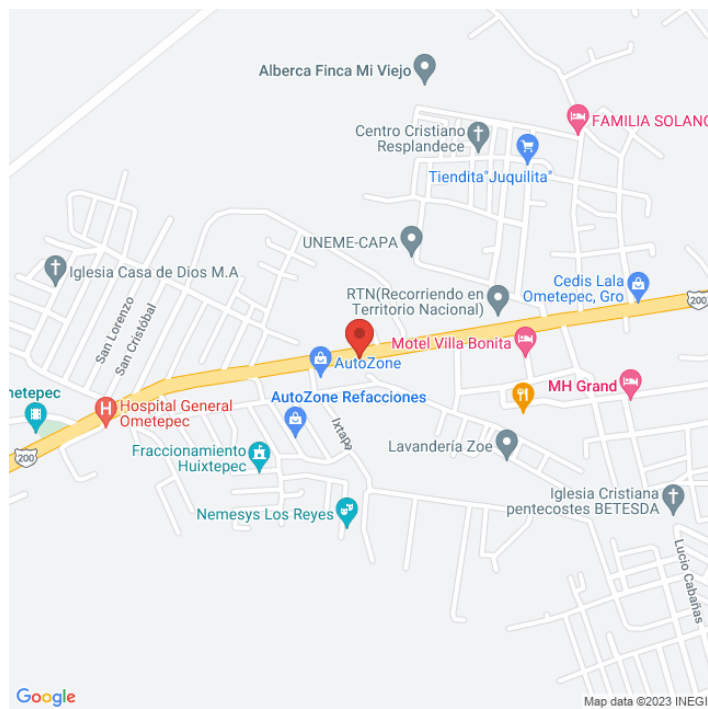 Alberca Finca Mi Viejo
FAMILIA SOLANO
Centro Cristiano
Resplandece
Tiendita"Juquilita"
UNEME-CAPA
Iglesia Casa de Dios M.A
Cedis Lala
Ometepec, Gro
RTN(Recorriendo en
Territorio Nacional)
200
San Lorenzo
San Cristóbal
Motel Villa Bonita
AutoZone
MH Grand
AutoZone Refacciones
Hospital General
Ometepec
Ixtapa
Lavandería Zoe
Fraccionamiento
Huixtepec
200
Iglesia Cristiana
pentecostes BETESDA
Nemesys Los Reyes
Lucio Cabañas
Google
Map data ©2023 INEGI